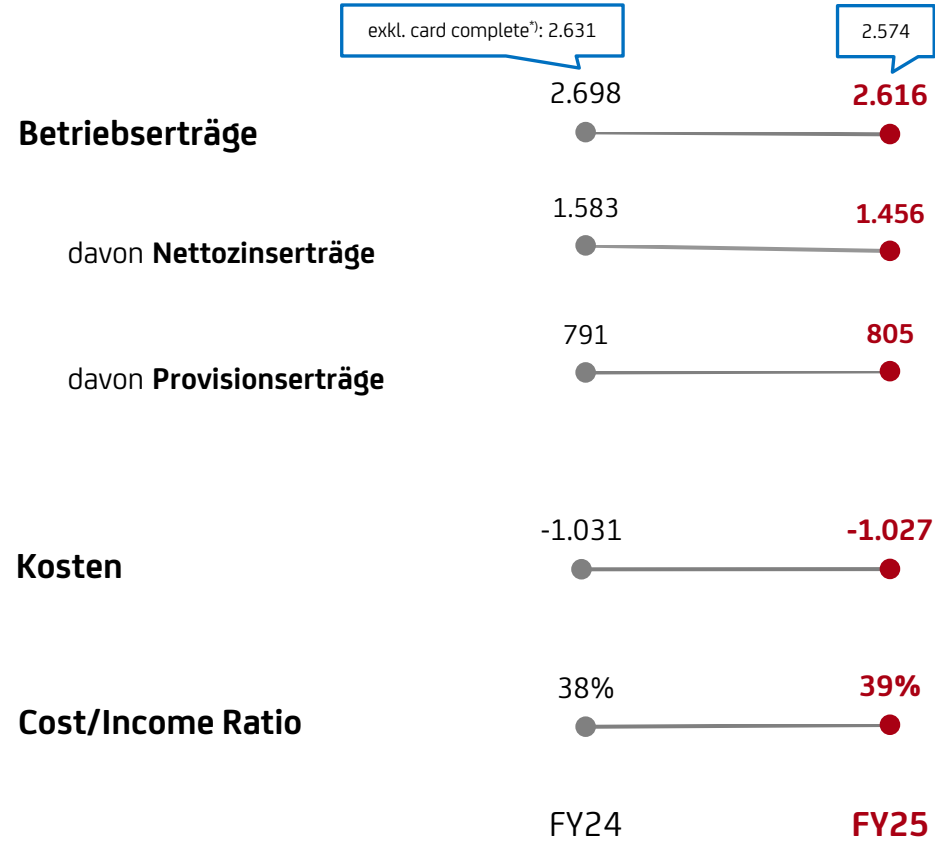 exkl. card complete*): 2.631
2.574
2.698
2.616
Betriebserträge
1.583
1.456
davon Nettozinserträge
791
805
davon Provisionserträge
-1.031
-1.027
Kosten
38%
39%
Cost/Income Ratio
FY24
FY25